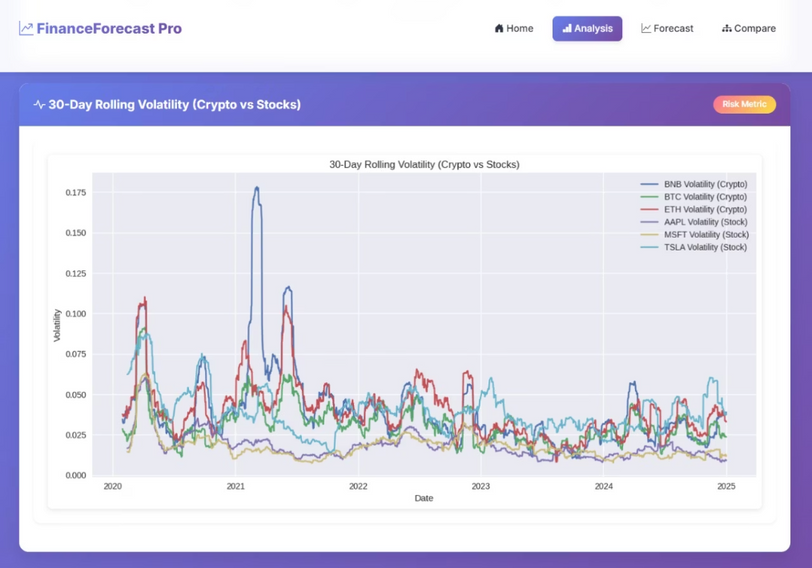 FinanceForecast Pro
Home
Analysis
Forecast
Compare
30-Day Rolling Volatility (Crypto vs Stocks)
Risk Metric
30-Day Rolling Volatility (Crypto vs Stocks)
BNB Volatility (Crypto)
BTC Volatility (Crypto)
ETH Volatility (Crypto)
AAPL Volatility (Stock)
MSFT Volatility (Stock)
TSLA Volatility (Stock)
Volatility
0.175
0.150
0.125
0.100
0.075
0.050
0.025
0.000
2020
2021
2022
2023
2024
2025
Date